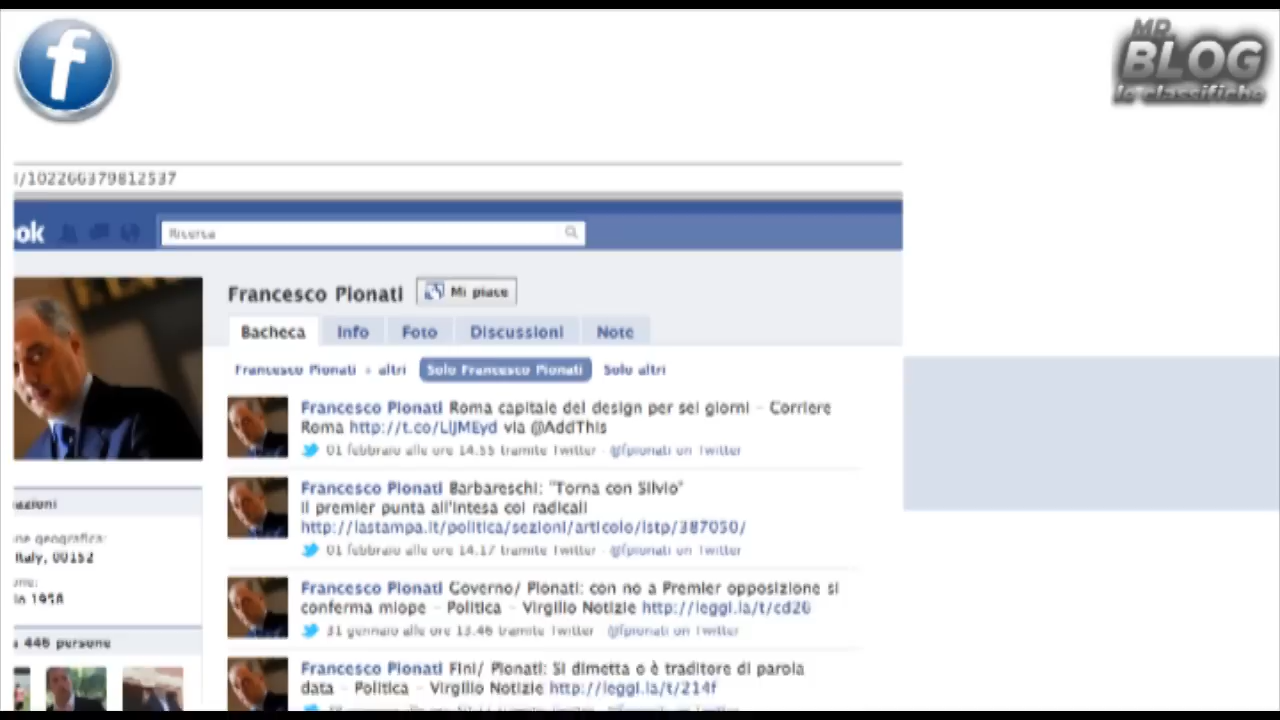 f
MR.
BLOG
le classifiche
/102266379812537
ok
Ricerca
Francesco Pionati
Mi piace
Bacheca Info Foto Discussioni Note
Francesco Pionati + altri Solo Francesco Pionati Solo altri
Francesco Pionati Roma capitale del design per sei giorni - Corriere
Roma http://t.co/LIJMEyd via @AddThis
01 febbraio alle ore 14.55 tramite Twitter · @fpionati on Twitter
Francesco Pionati Barbareschi: "Torna con Silvio"
Il premier punta all'intesa coi radicali
http://lastampa.it/politica/sezioni/articolo/lstp/387050/
01 febbraio alle ore 14.17 tramite Twitter · @fpionati on Twitter
Francesco Pionati Governo/ Pionati: con no a Premier opposizione si
conferma miope - Politica - Virgilio Notizie http://leggi.la/t/cd26
31 gennaio alle ore 13.46 tramite Twitter · @fpionati on Twitter
Francesco Pionati Fini/ Pionati: Si dimetta o è traditore di parola
data - Politica - Virgilio Notizie http://leggi.la/t/214f
azioni
ne geografica:
Italy, 00152
one:
io 1958
a 446 persone